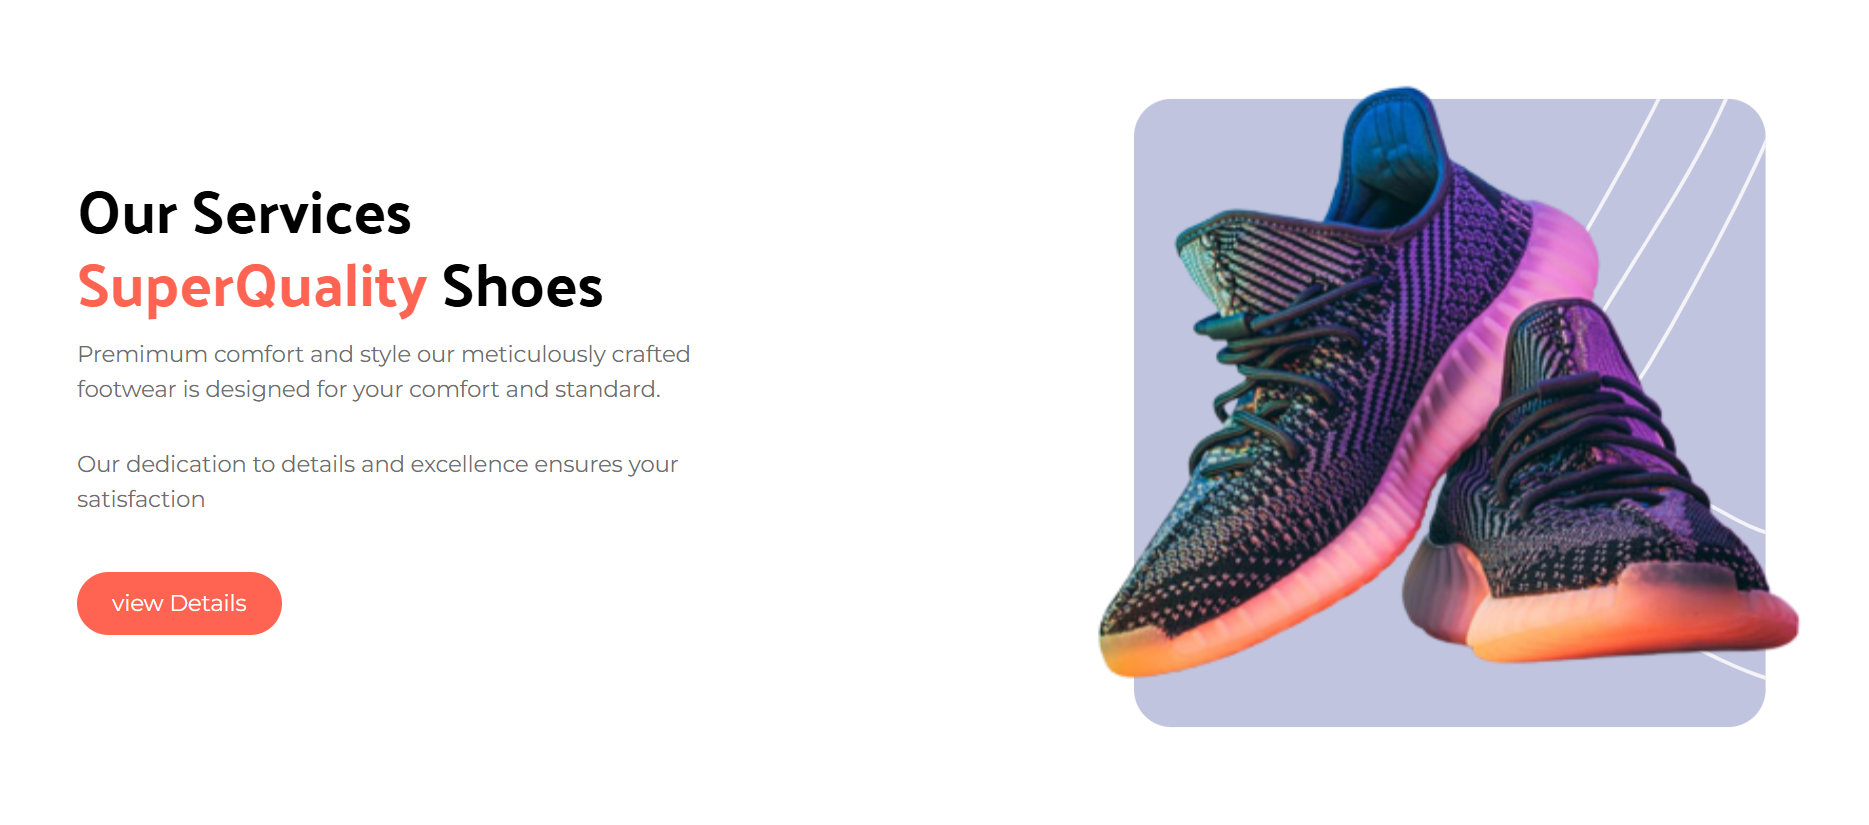 Our Services
SuperQuality Shoes
Premimum comfort and style our meticulously crafted
footwear is designed for your comfort and standard.
Our dedication to details and excellence ensures your
satisfaction
view Details